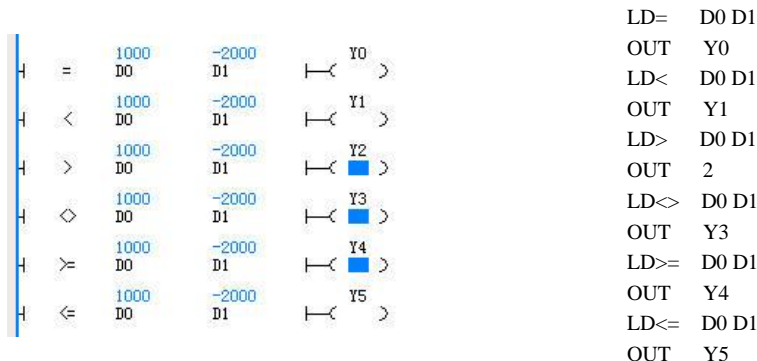 1000 -2000 Y0
= D0 D1
1000 -2000 Y1
< D0 D1
1000 -2000 Y2
> D0 D1
1000 -2000 Y3
<> D0 D1
1000 -2000 Y4
>= D0 D1
1000 -2000 Y5
<= D0 D1
LD= D0 D1
OUT Y0
LD< D0 D1
OUT Y1
LD> D0 D1
OUT 2
LD<> D0 D1
OUT Y3
LD>= D0 D1
OUT Y4
LD<= D0 D1
OUT Y5